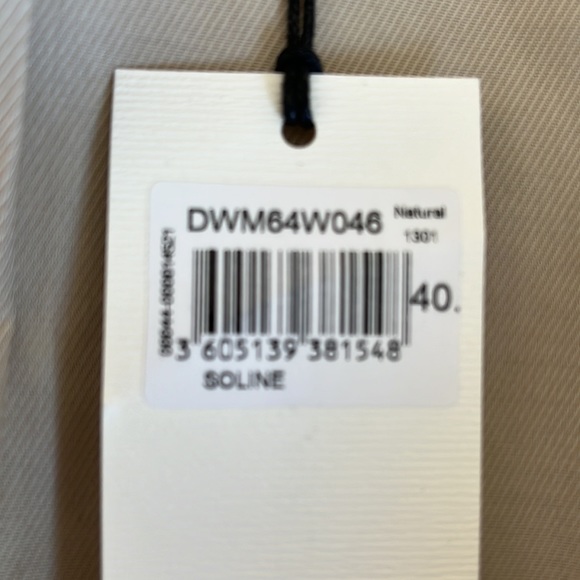 DWM64W046
Natural
1301
40.
3 605139 381548
SOLINE